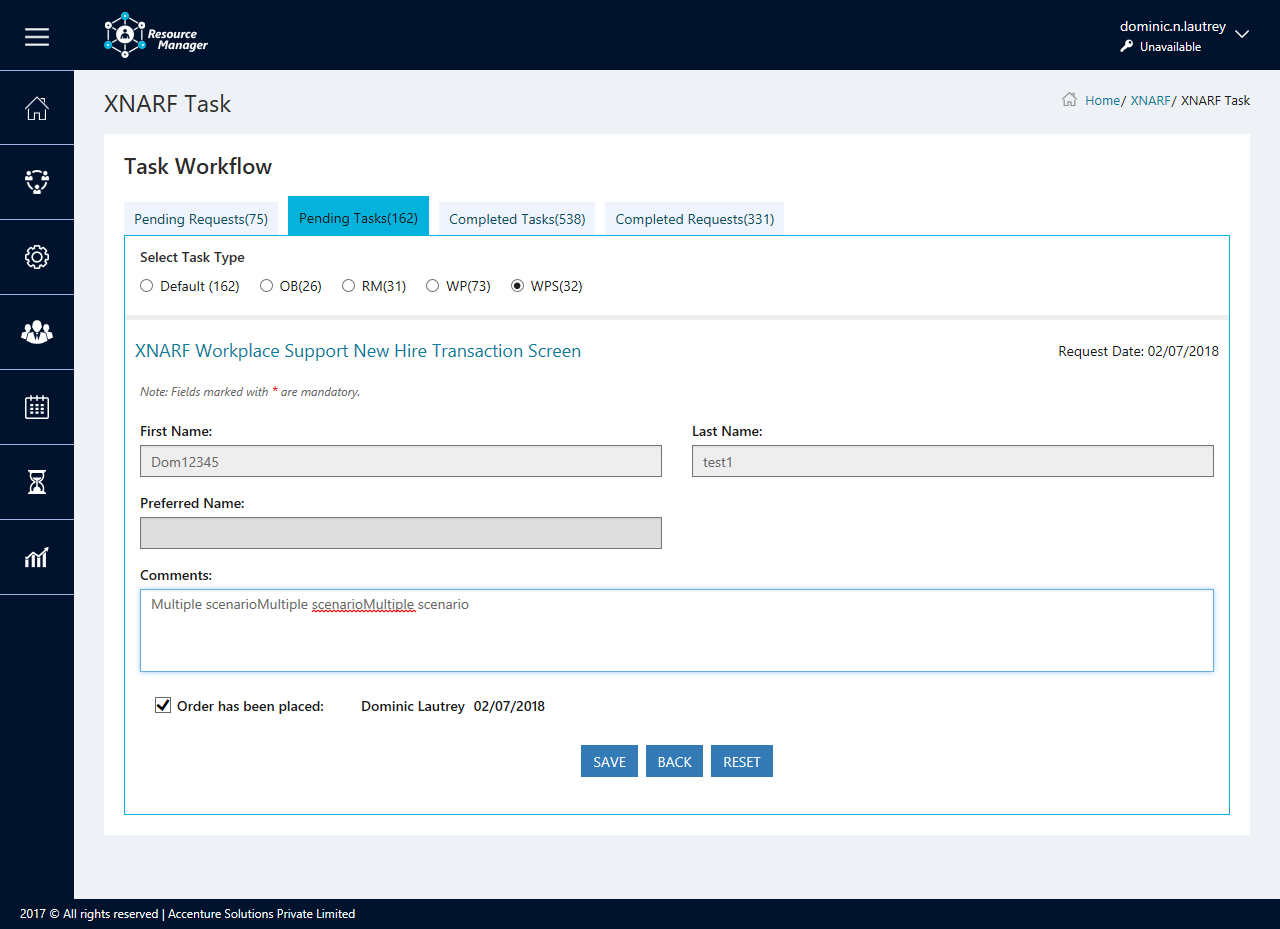 Resource
Manager
dominic.n.lautrey
Unavailable
XNARF Task
Home/ XNARF/ XNARF Task
Task Workflow
Pending Requests(75) Pending Tasks(162) Completed Tasks(538) Completed Requests(331)
Select Task Type
Default (162) OB(26) RM(31) WP(73) WPS(32)
XNARF Workplace Support New Hire Transaction Screen
Request Date: 02/07/2018
Note: Fields marked with * are mandatory.
First Name: Last Name:
Dom12345 test1
Preferred Name:
Comments:
Multiple scenarioMultiple scenarioMultiple scenario
Order has been placed: Dominic Lautrey 02/07/2018
SAVE BACK RESET
2017 © All rights reserved | Accenture Solutions Private Limited